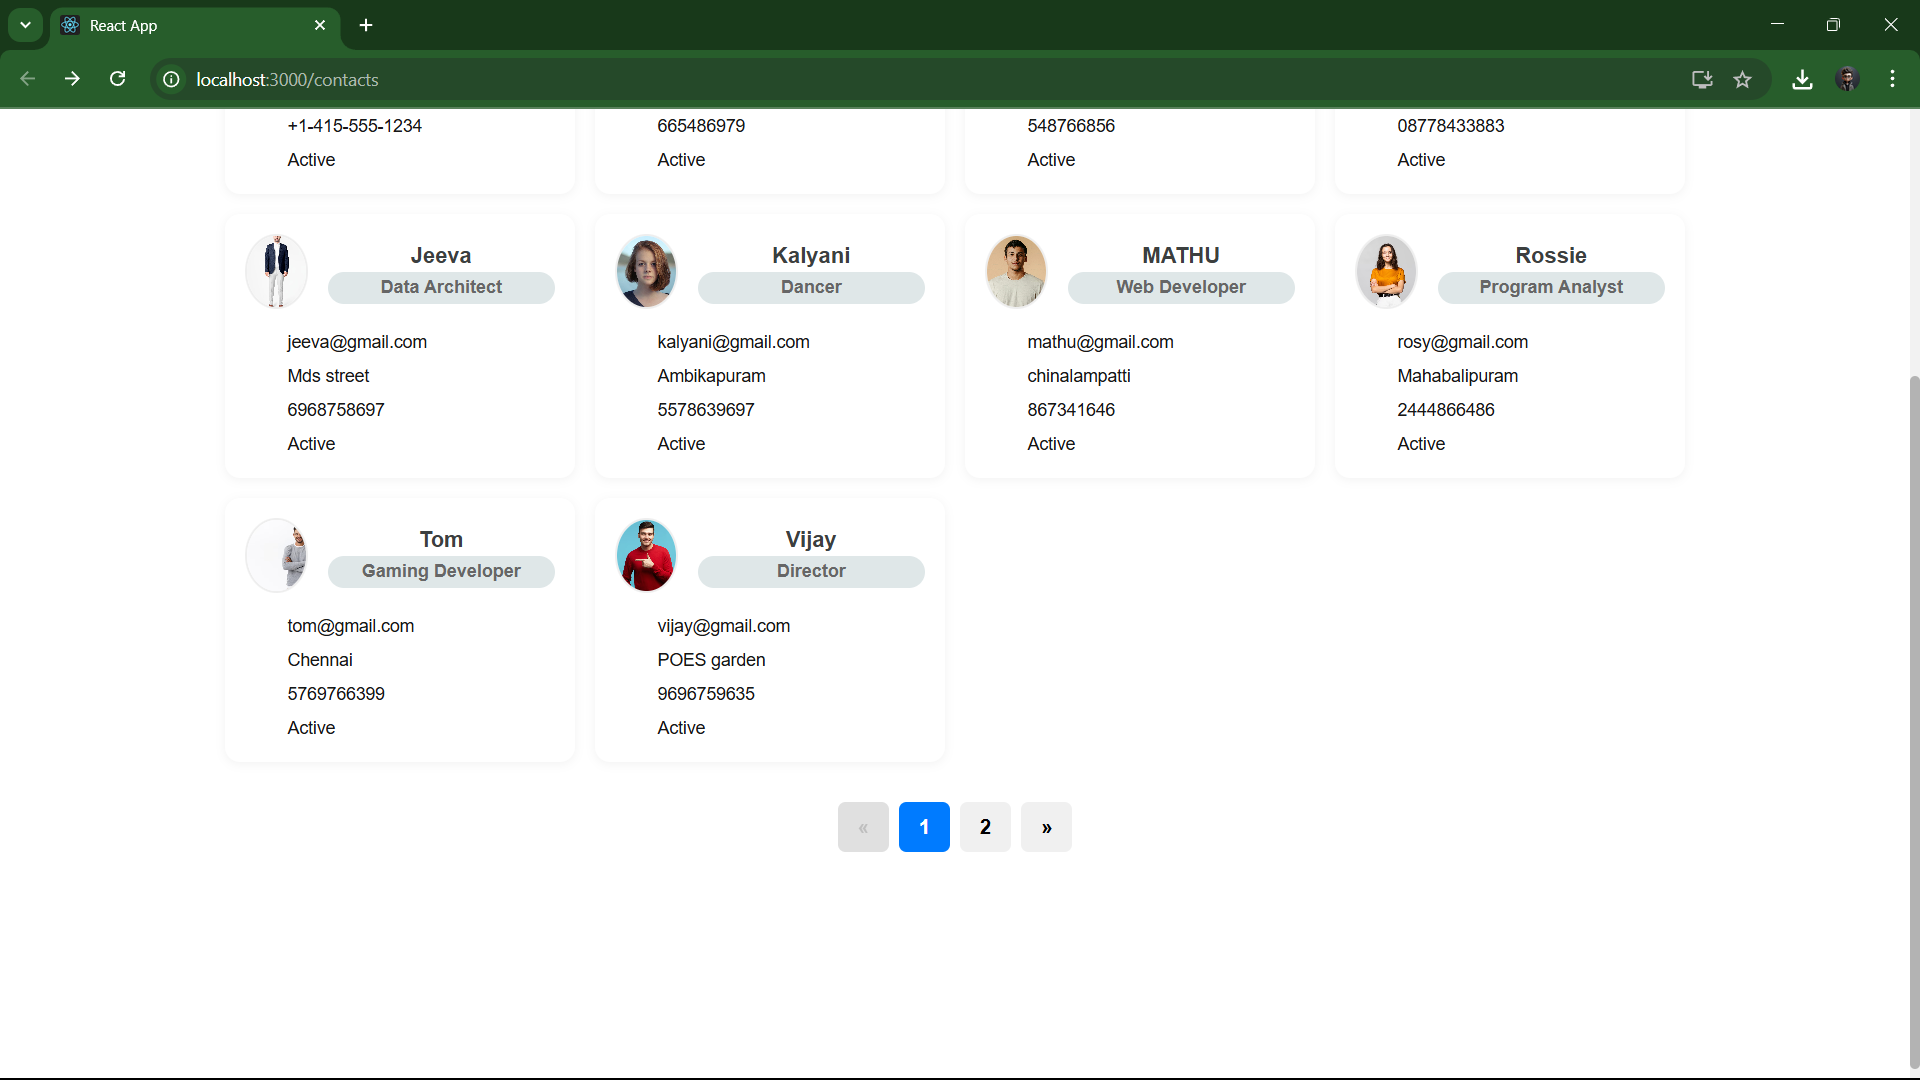 React App
localhost:3000/contacts
+1-415-555-1234
Active
665486979
Active
548766856
Active
08778433883
Active
Jeeva
Data Architect
jeeva@gmail.com
Mds street
6968758697
Active
Kalyani
Dancer
kalyani@gmail.com
Ambikapuram
5578639697
Active
MATHU
Web Developer
mathu@gmail.com
chinalampatti
867341646
Active
Rossie
Program Analyst
rosy@gmail.com
Mahabalipuram
2444866486
Active
Tom
Gaming Developer
tom@gmail.com
Chennai
5769766399
Active
Vijay
Director
vijay@gmail.com
POES garden
9696759635
Active
« 1 2 »